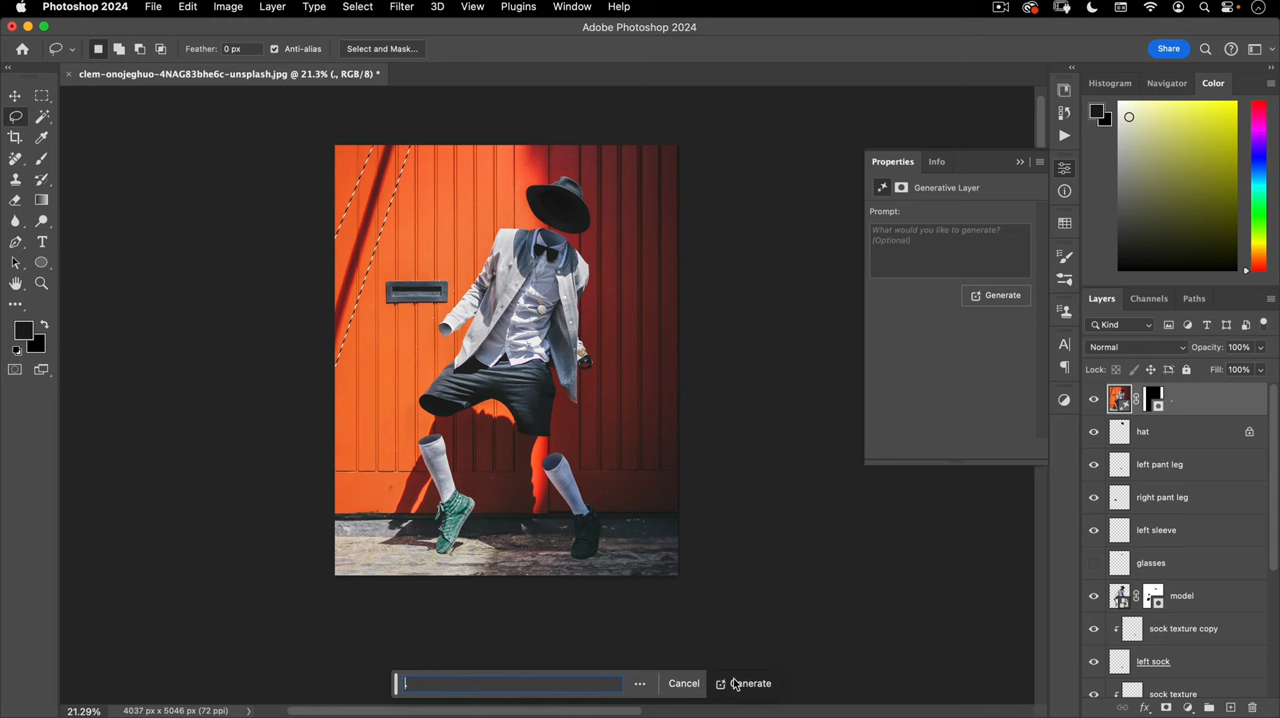 Photoshop 2024 File Edit Image Layer Type Select Filter 3D View Plugins Window Help
Adobe Photoshop 2024
Feather: 0 px Anti-alias Select and Mask... Share
clem-onojeghuo-4NAG83bhe6c-unsplash.jpg @ 21.3% (., RGB/8) *
Histogram Navigator Color
Properties Info
Generative Layer
Prompt:
What would you like to generate?
(Optional)
Generate
Layers Channels Paths
Kind
Normal Opacity: 100%
Lock: Fill: 100%
.
hat
left pant leg
right pant leg
left sleeve
glasses
model
sock texture copy
left sock
sock texture
. ... Cancel Generate
21.29% 4037 px x 5046 px (72 ppi)